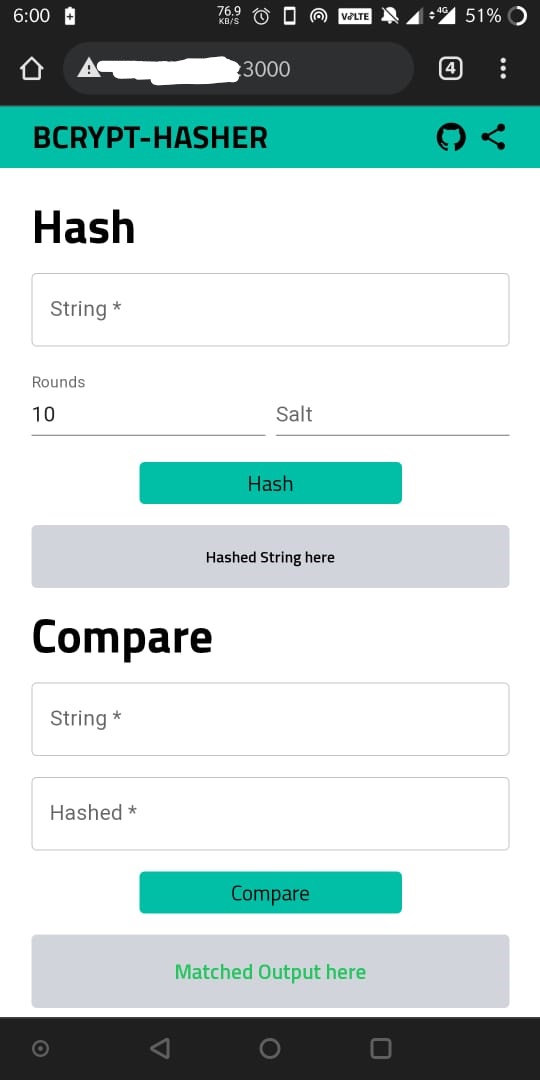 6:00 76.9 KB/S VoLTE 4G 51%
:3000 4
BCRYPT-HASHER
Hash
String *
Rounds
10 Salt
Hash
Hashed String here
Compare
String *
Hashed *
Compare
Matched Output here